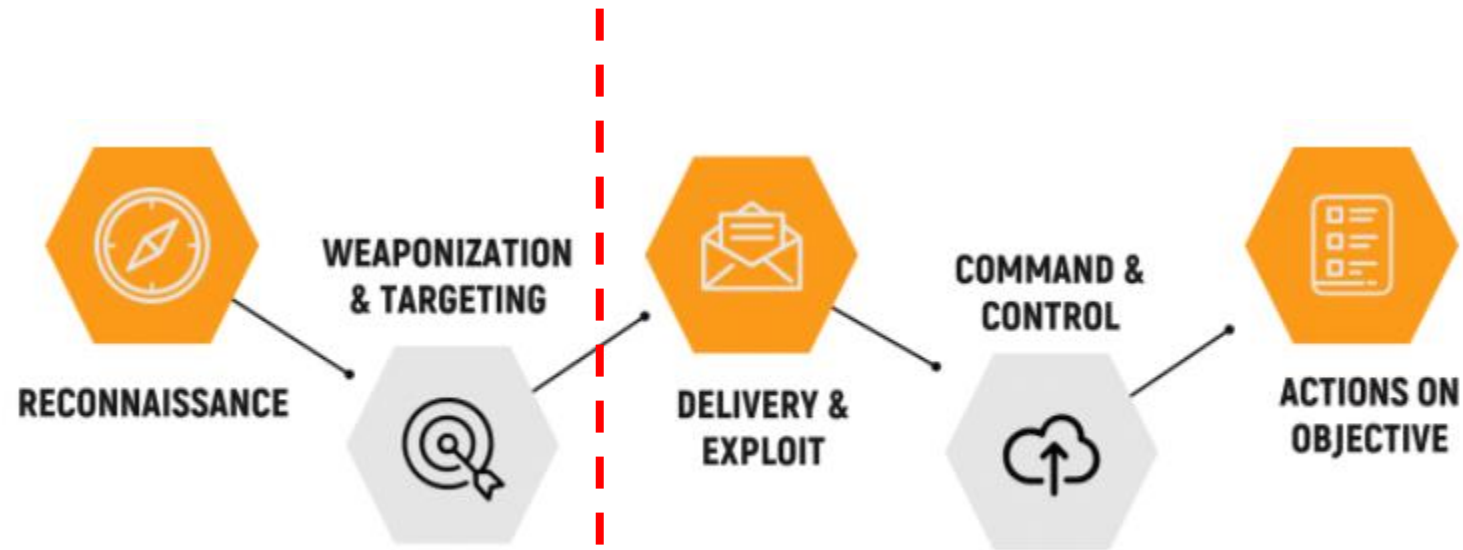 RECONNAISSANCE
WEAPONIZATION
& TARGETING
DELIVERY &
EXPLOIT
COMMAND &
CONTROL
ACTIONS ON
OBJECTIVE